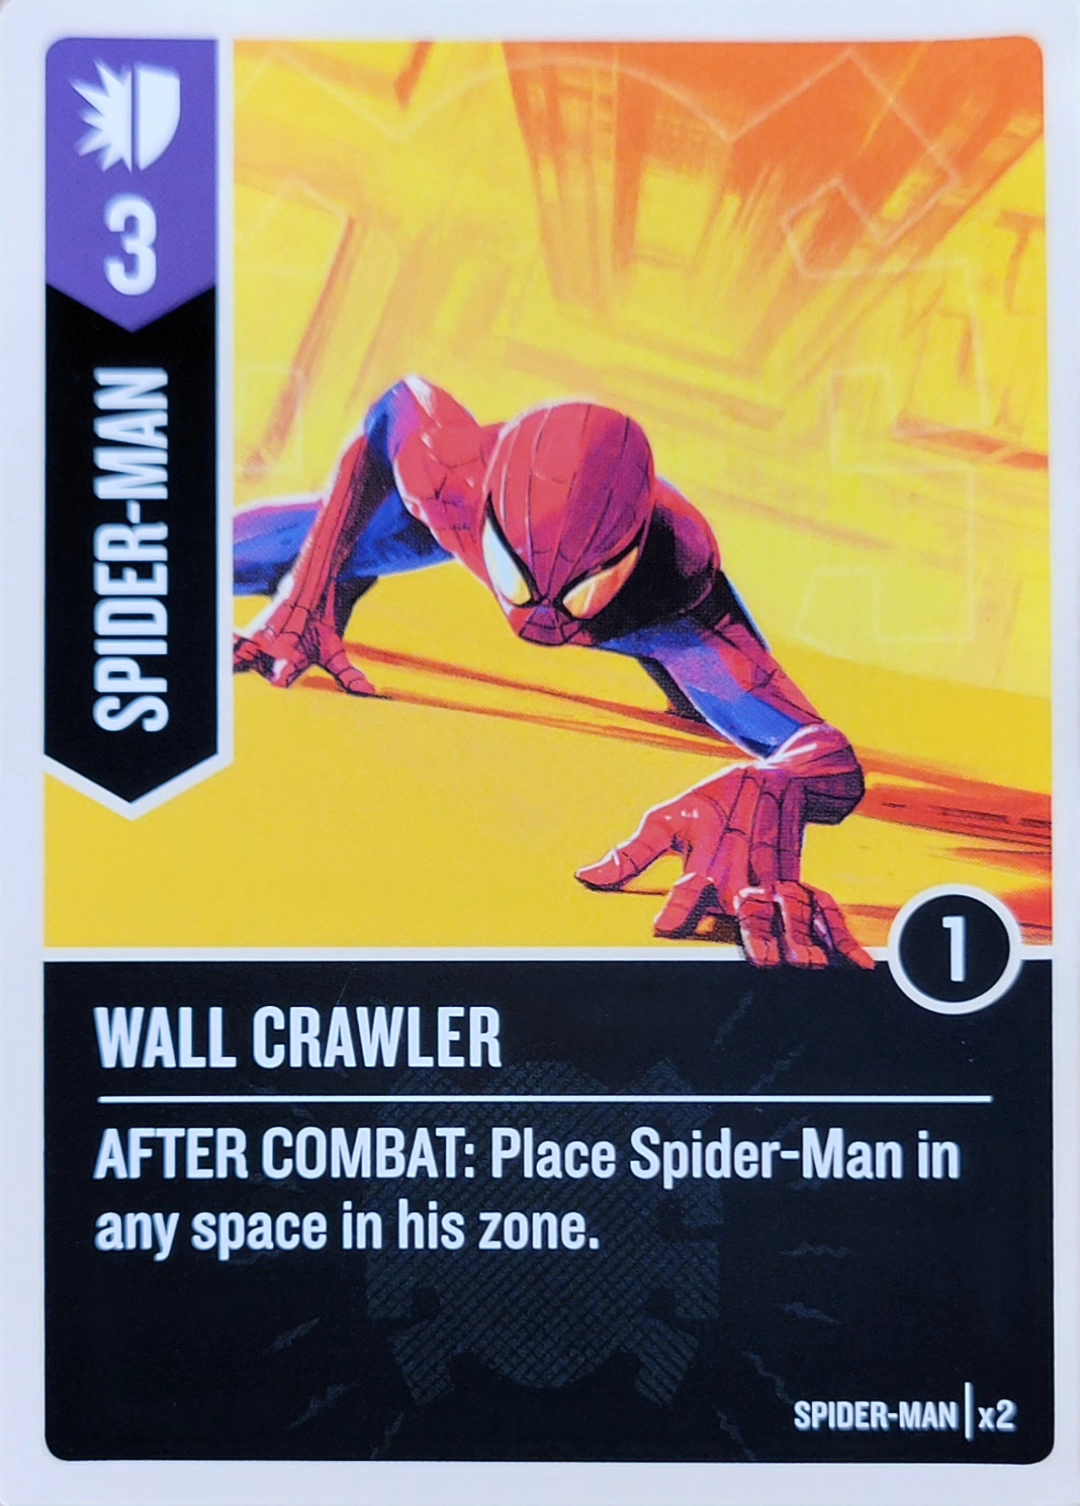 3
SPIDER-MAN
1
WALL CRAWLER
AFTER COMBAT: Place Spider-Man in
any space in his zone.
SPIDER-MAN | x2